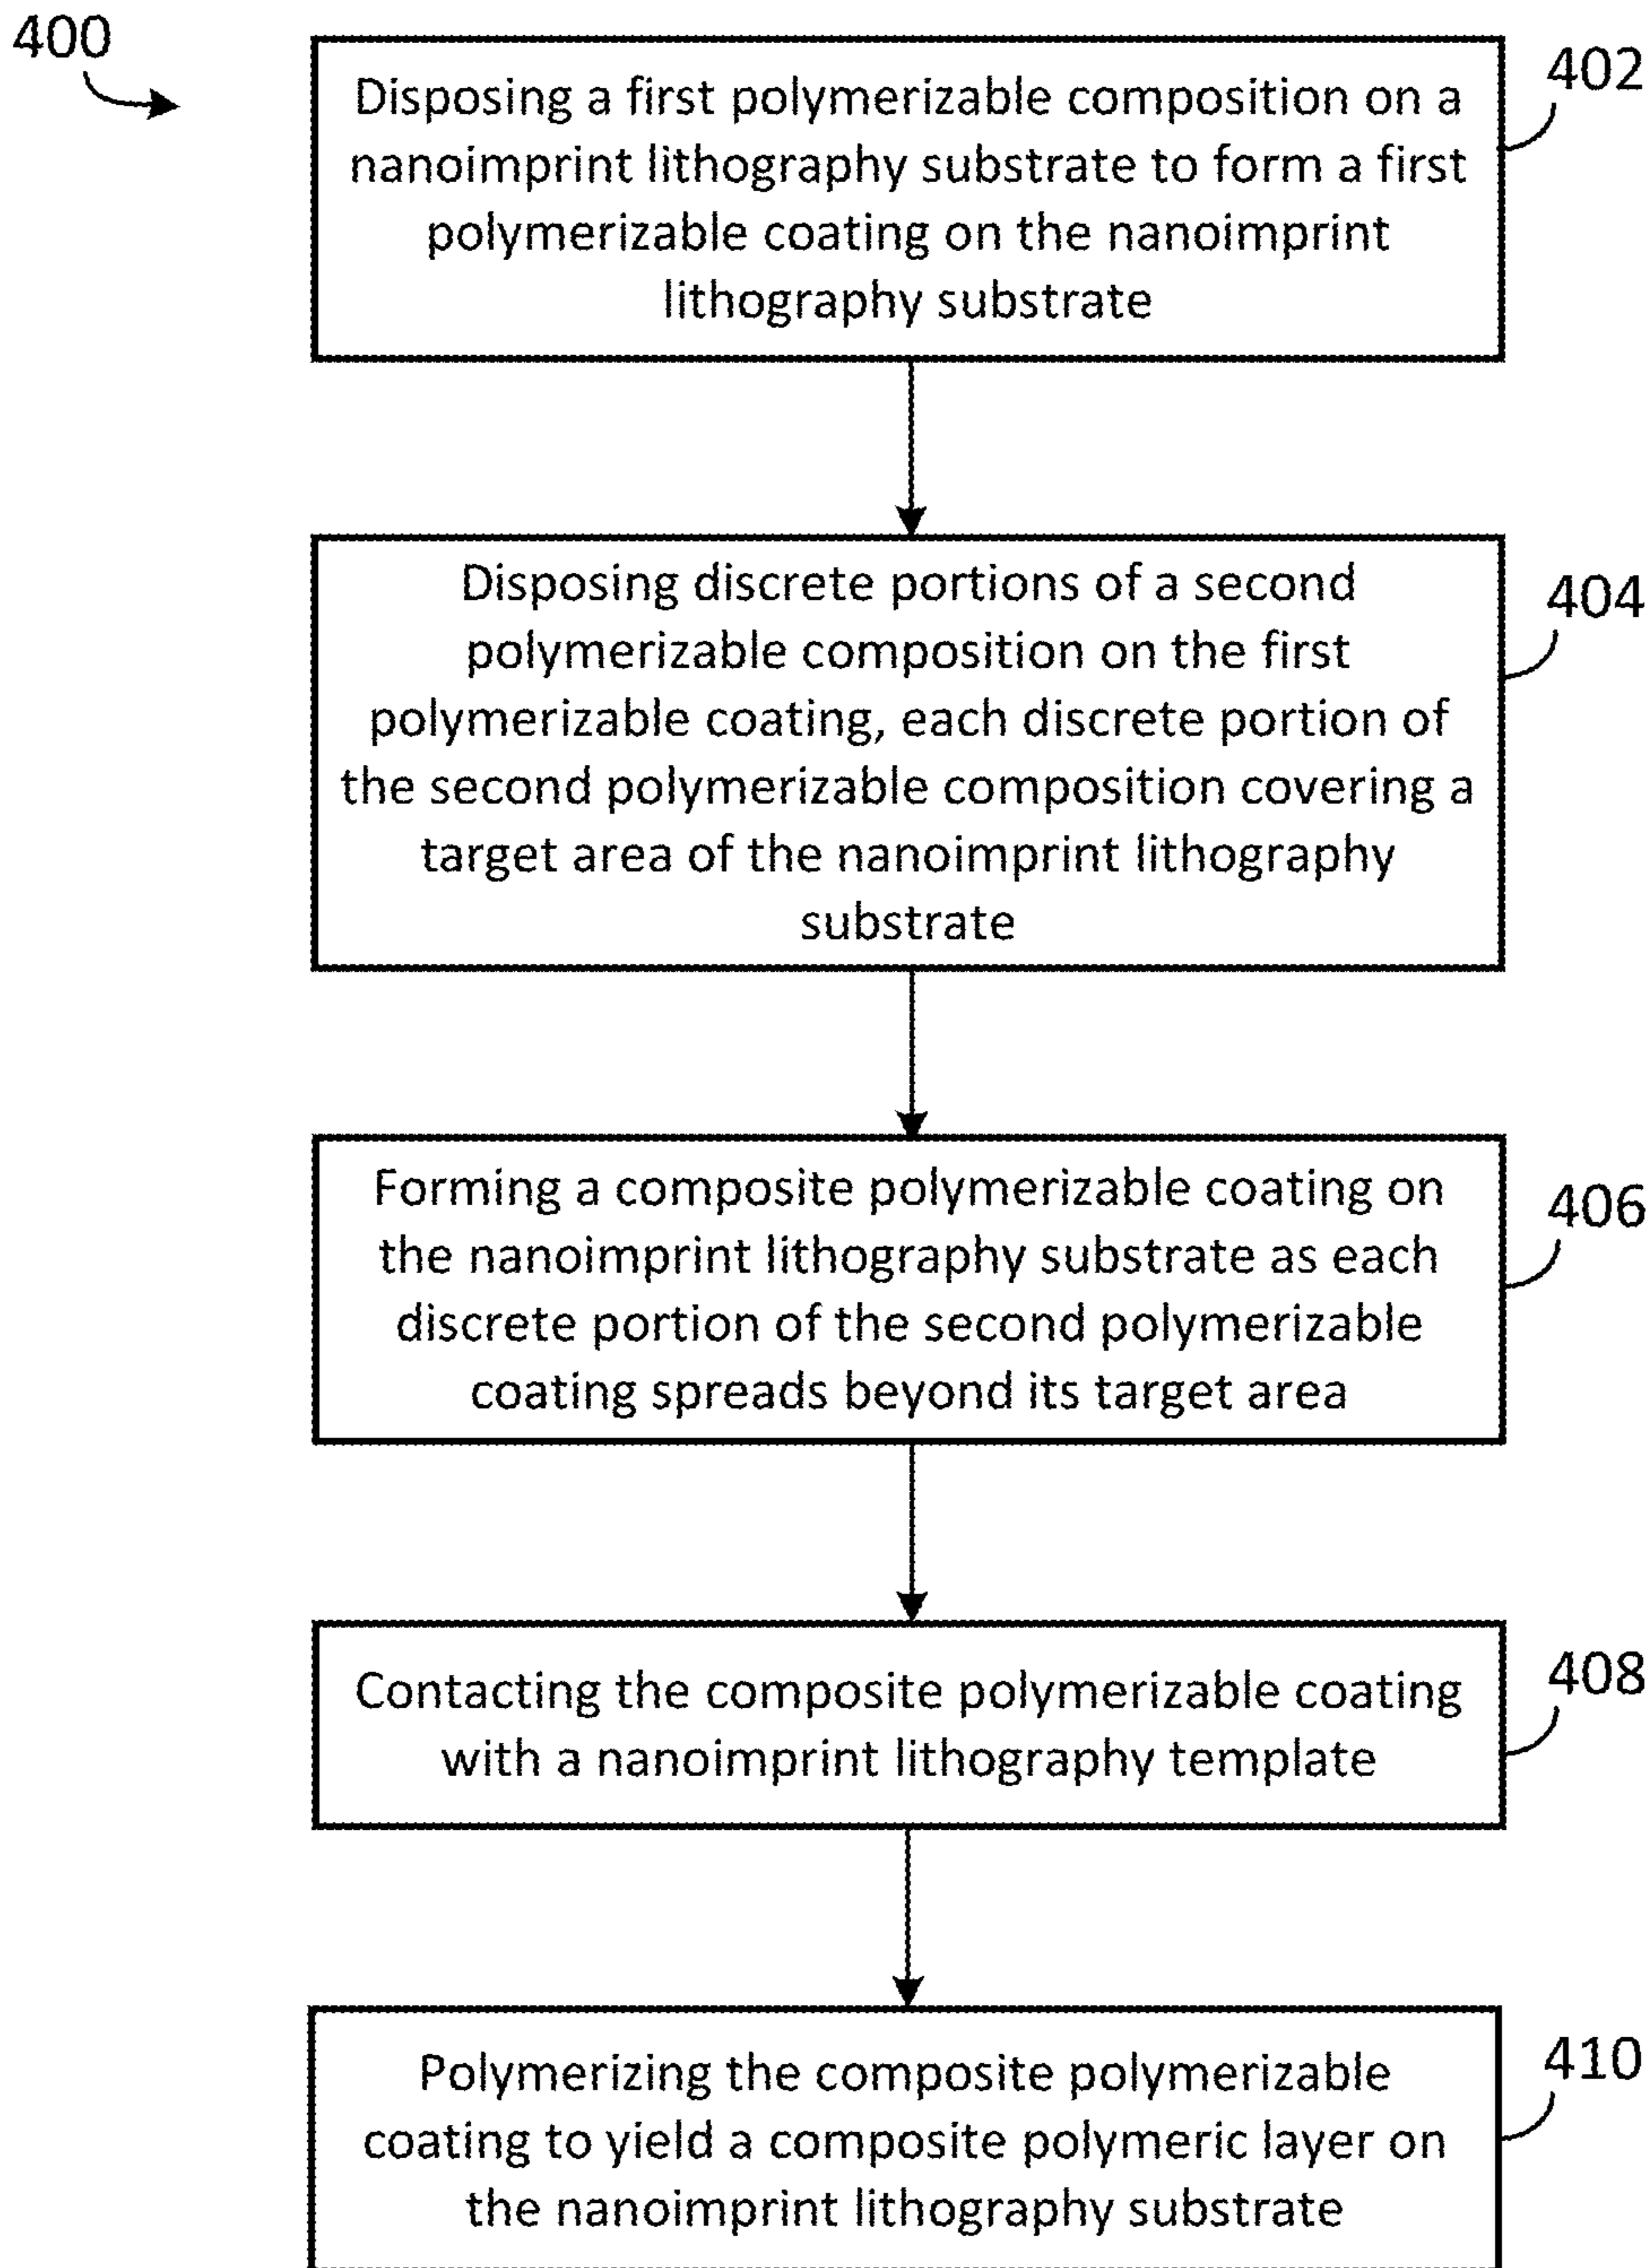 400
402
Disposing a first polymerizable composition on a
nanoimprint lithography substrate to form a first
polymerizable coating on the nanoimprint
lithography substrate
404
Disposing discrete portions of a second
polymerizable composition on the first
polymerizable coating, each discrete portion of
the second polymerizable composition covering a
target area of the nanoimprint lithography
substrate
406
Forming a composite polymerizable coating on
the nanoimprint lithography substrate as each
discrete portion of the second polymerizable
coating spreads beyond its target area
408
Contacting the composite polymerizable coating
with a nanoimprint lithography template
410
Polymerizing the composite polymerizable
coating to yield a composite polymeric layer on
the nanoimprint lithography substrate